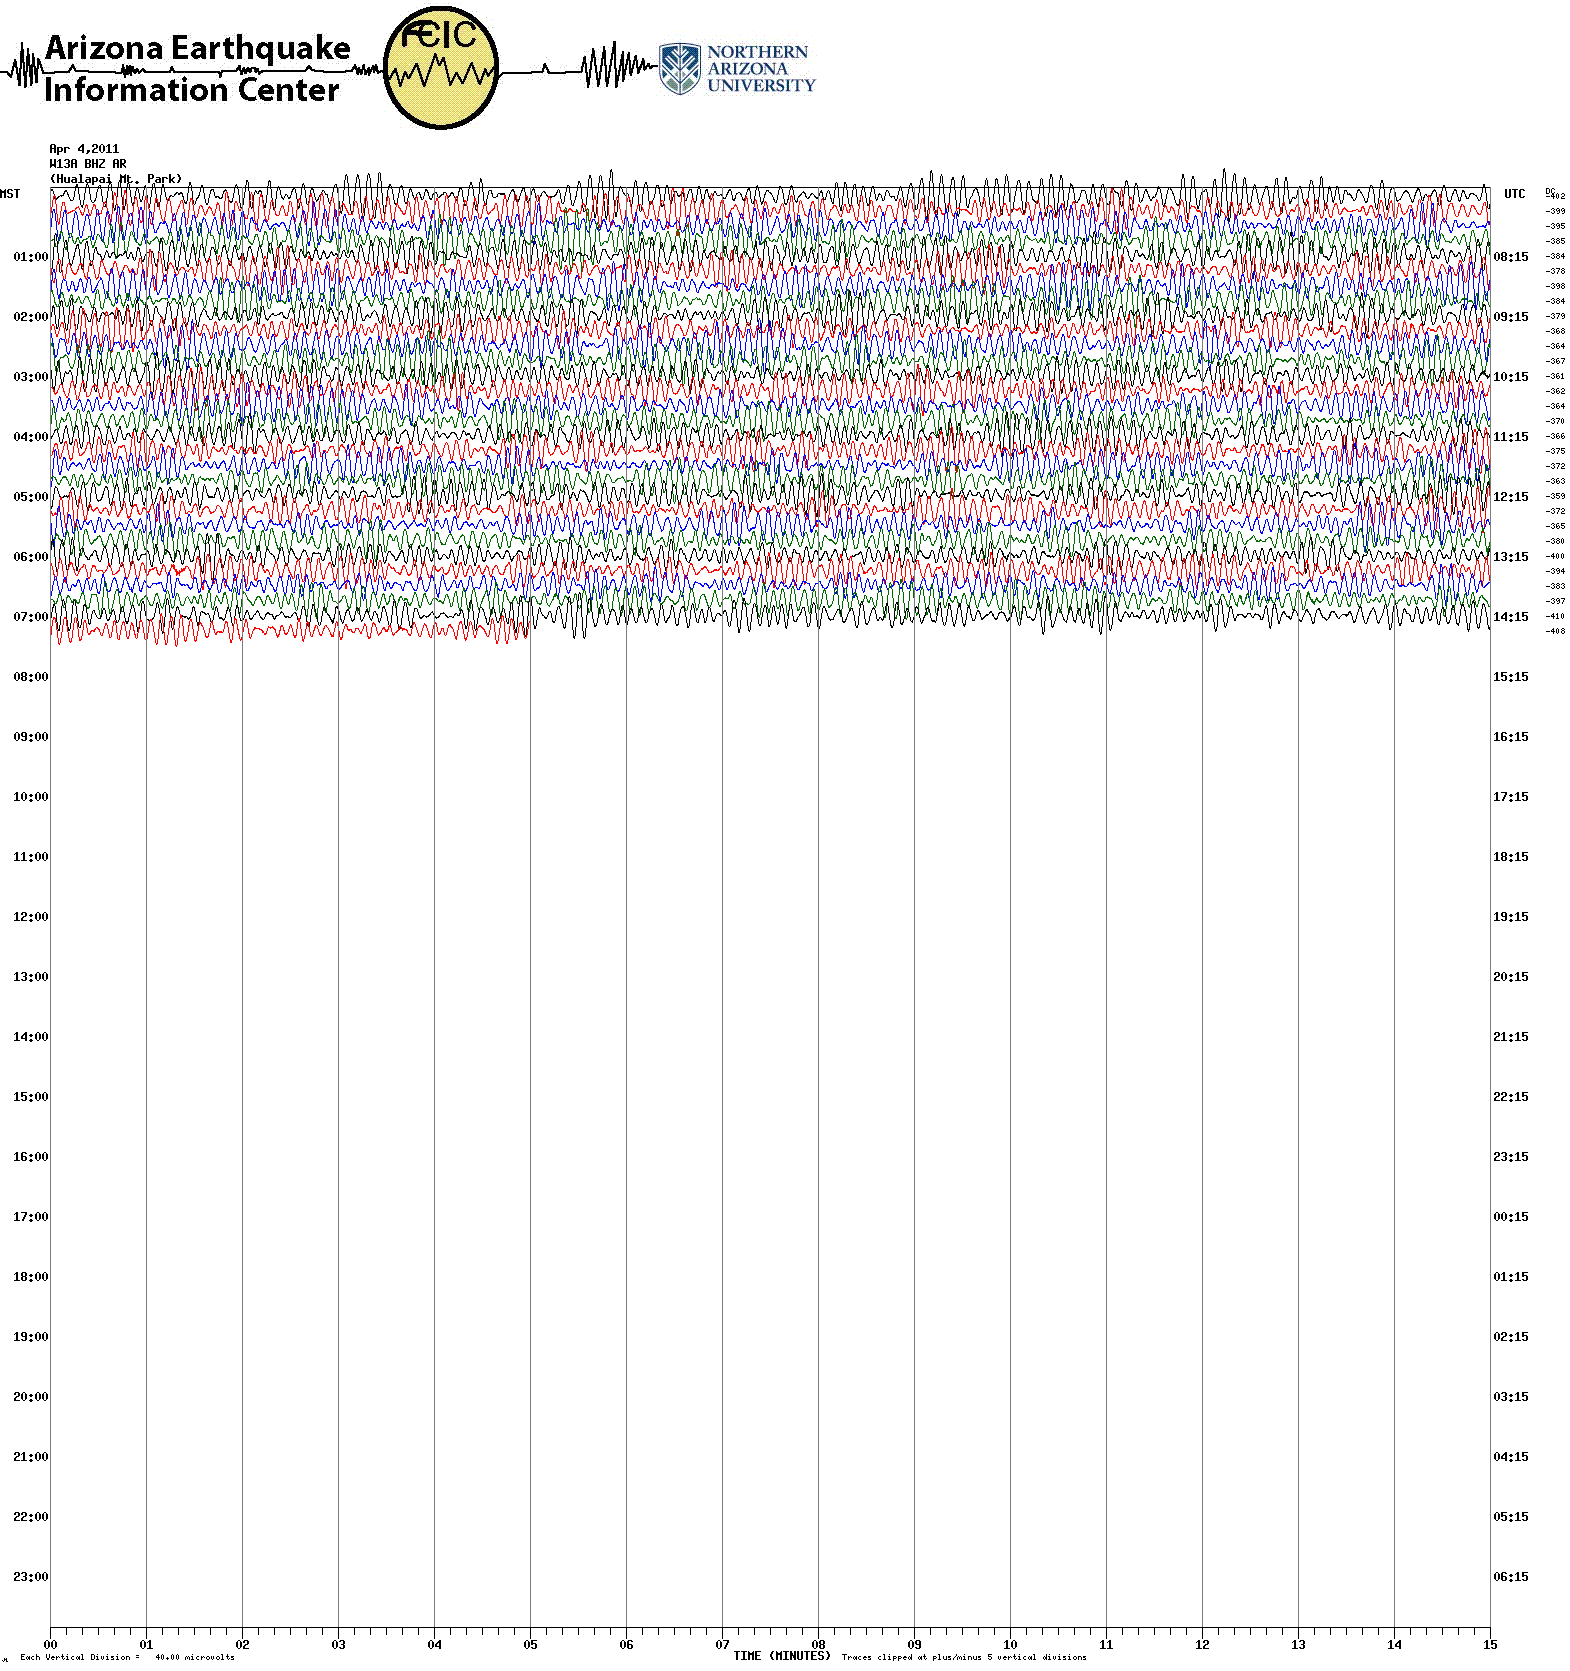 Arizona Earthquake
Information Center
AEIC
NORTHERN
ARIZONA
UNIVERSITY
Apr 4,2011
W13A BHZ AR
(Hualapai Mt. Park)
MST UTC DC
-402
-399
-395
-385
01:00 08:15 -384
-378
-398
-384
02:00 09:15 -379
-368
-364
-367
03:00 10:15 -361
-362
-364
-370
04:00 11:15 -366
-375
-372
-363
05:00 12:15 -359
-372
-365
-380
06:00 13:15 -400
-394
-383
-397
07:00 14:15 -410
-408
08:00 15:15
09:00 16:15
10:00 17:15
11:00 18:15
12:00 19:15
13:00 20:15
14:00 21:15
15:00 22:15
16:00 23:15
17:00 00:15
18:00 01:15
19:00 02:15
20:00 03:15
21:00 04:15
22:00 05:15
23:00 06:15
00 01 02 03 04 05 06 07 08 09 10 11 12 13 14 15
TIME (MINUTES)
Each Vertical Division = 40.00 microvolts
Traces clipped at plus/minus 5 vertical divisions